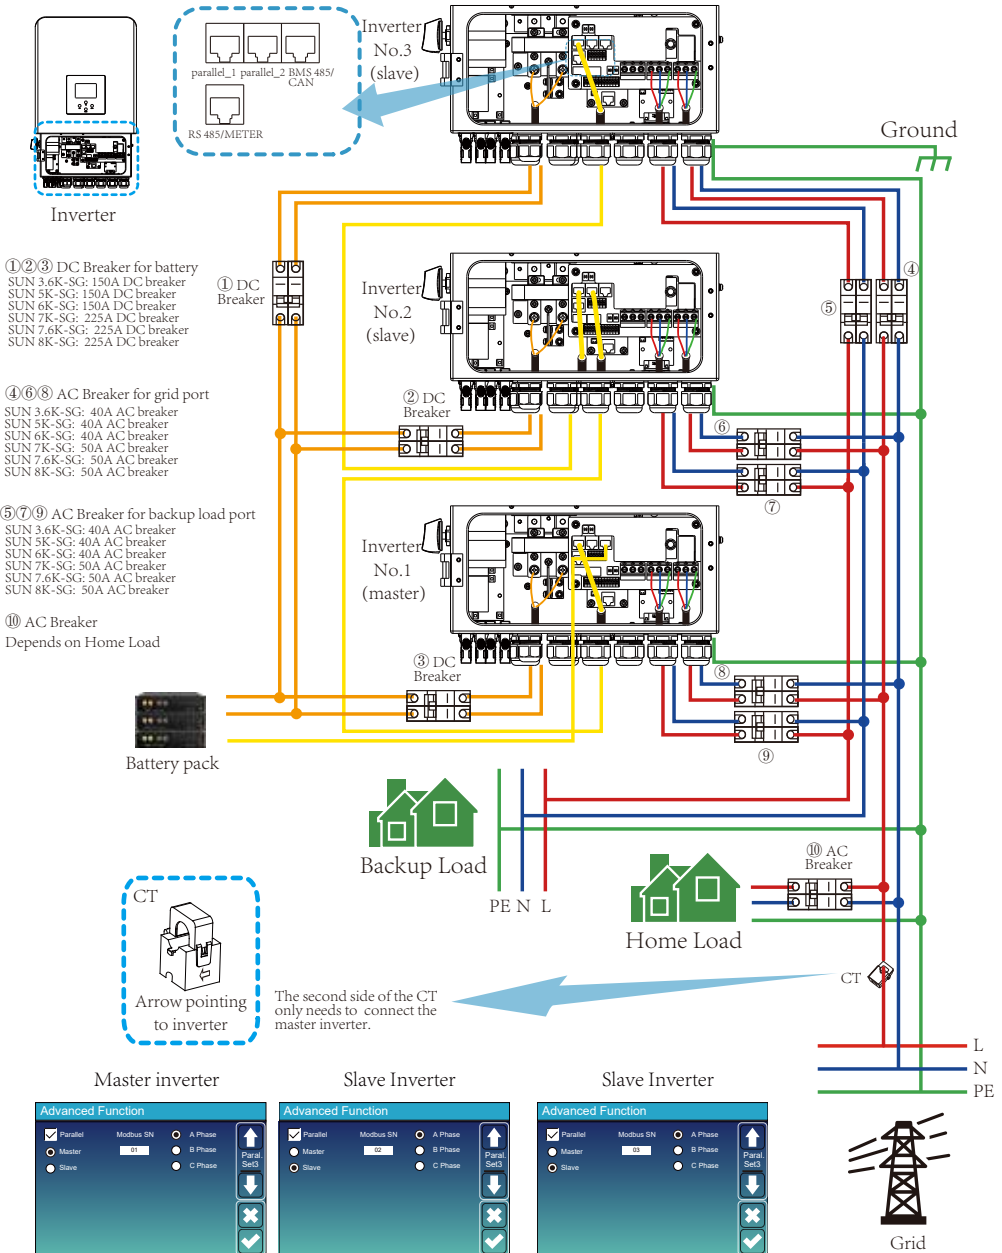 Inverter
No.3
(slave)
parallel_1 parallel_2 BMS 485/
CAN
RS 485/METER
Inverter
Ground
①②③ DC Breaker for battery
SUN 3.6K-SG: 150A DC breaker
SUN 5K-SG: 150A DC breaker
SUN 6K-SG: 150A DC breaker
SUN 7K-SG: 225A DC breaker
SUN 7.6K-SG: 225A DC breaker
SUN 8K-SG: 225A DC breaker
① DC
Breaker
Inverter
No.2
(slave)
④
⑤
④⑥⑧ AC Breaker for grid port
SUN 3.6K-SG: 40A AC breaker
SUN 5K-SG: 40A AC breaker
SUN 6K-SG: 40A AC breaker
SUN 7K-SG: 50A AC breaker
SUN 7.6K-SG: 50A AC breaker
SUN 8K-SG: 50A AC breaker
② DC
Breaker
⑥
⑦
⑤⑦⑨ AC Breaker for backup load port
SUN 3.6K-SG: 40A AC breaker
SUN 5K-SG: 40A AC breaker
SUN 6K-SG: 40A AC breaker
SUN 7K-SG: 50A AC breaker
SUN 7.6K-SG: 50A AC breaker
SUN 8K-SG: 50A AC breaker
Inverter
No.1
(master)
⑩ AC Breaker
Depends on Home Load
③ DC
Breaker
⑧
⑨
Battery pack
Backup Load
PE N L
⑩ AC
Breaker
Home Load
CT
Arrow pointing
to inverter
The second side of the CT
only needs to connect the
master inverter.
CT
L
N
PE
Master inverter
Slave Inverter
Slave Inverter
Advanced Function
Parallel
Modbus SN
A Phase
Master
01
B Phase
Slave
C Phase
Paral.
Set3
Advanced Function
Parallel
Modbus SN
A Phase
Master
02
B Phase
Slave
C Phase
Paral.
Set3
Advanced Function
Parallel
Modbus SN
A Phase
Master
03
B Phase
Slave
C Phase
Paral.
Set3
Grid